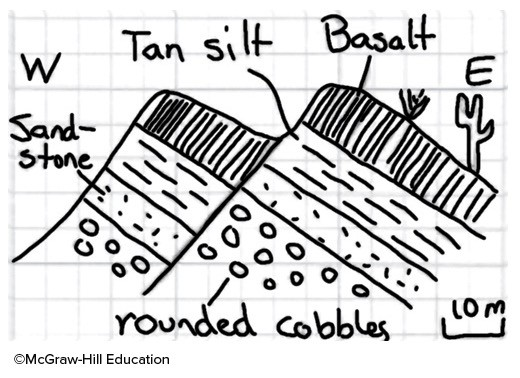 Tan silt
Basalt
W
E
Sand-
stone
rounded cobbles
10 m
©McGraw-Hill Education